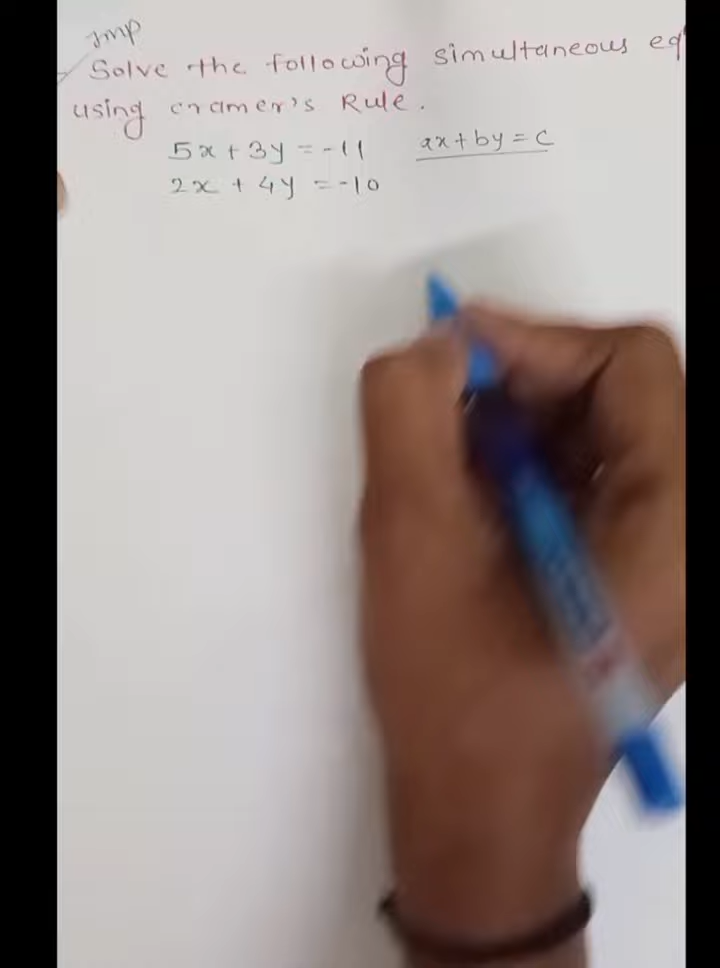 Imp
Solve the following simultaneous eq
using cramer's Rule.
5x + 3y = -11 ax + by = c
2x + 4y = -10